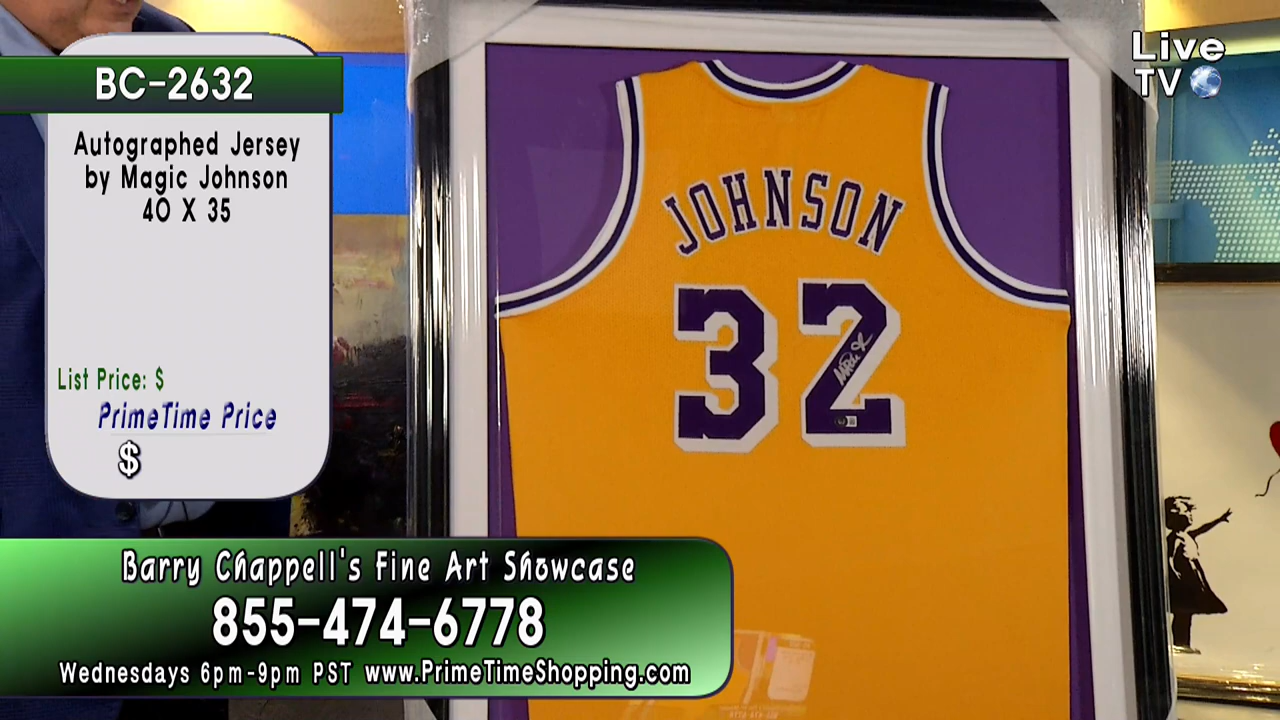 BC-2632
Autographed Jersey
by Magic Johnson
40 X 35
List Price: $
PrimeTime Price
$
Live
TV
JOHNSON
32
Barry Chappell's Fine Art Showcase
855-474-6778
Wednesdays 6pm-9pm PST www.PrimeTimeShopping.com